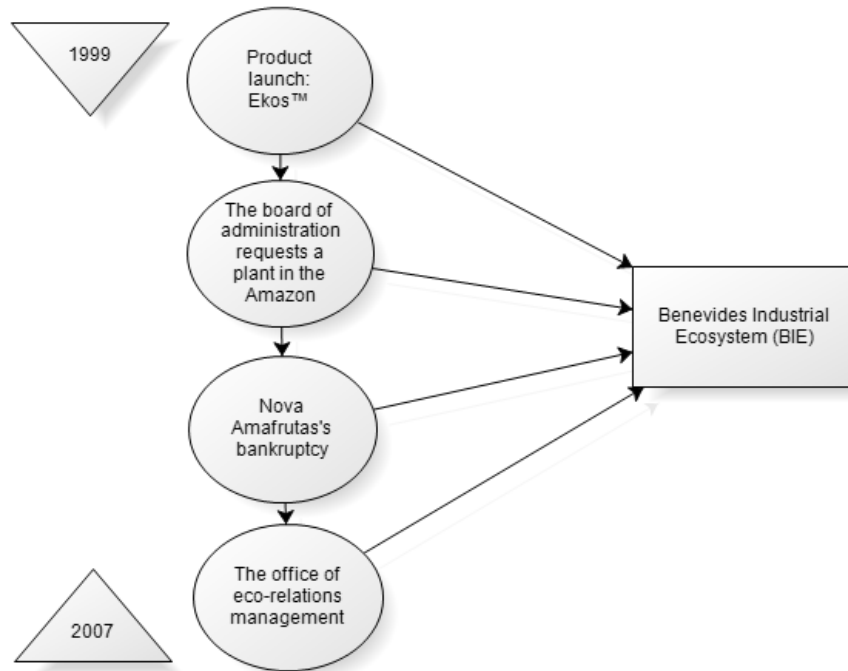 1999
Product
launch:
Ekos™
The board of
administration
requests a
plant in the
Amazon
Benevides Industrial
Ecosystem (BIE)
Nova
Amafrutas's
bankruptcy
The office of
eco-relations
management
2007